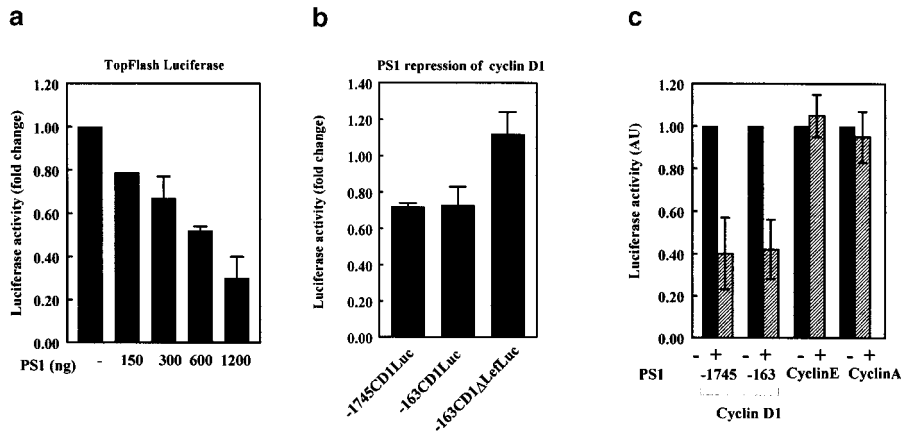 a
TopFlash Luciferase
Luciferase activity (fold change)
1.20
1.00
0.80
0.60
0.40
0.20
0.00
PS1 (ng) - 150 300 600 1200
b
PS1 repression of cyclin D1
Luciferase activity (fold change)
1.40
1.20
1.00
0.80
0.60
0.40
0.20
0.00
-1745CD1Luc
-163CD1Luc
-163CD1ΔLefLuc
c
Luciferase activity (AU)
1.20
1.00
0.80
0.60
0.40
0.20
0.00
- + - + - + - +
PS1 -1745 -163 CyclinE CyclinA
Cyclin D1